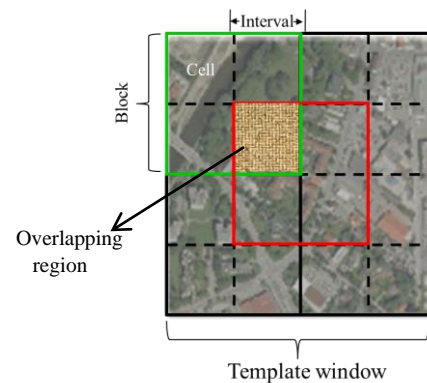 Interval
Cell
Block
Overlapping
region
Template window